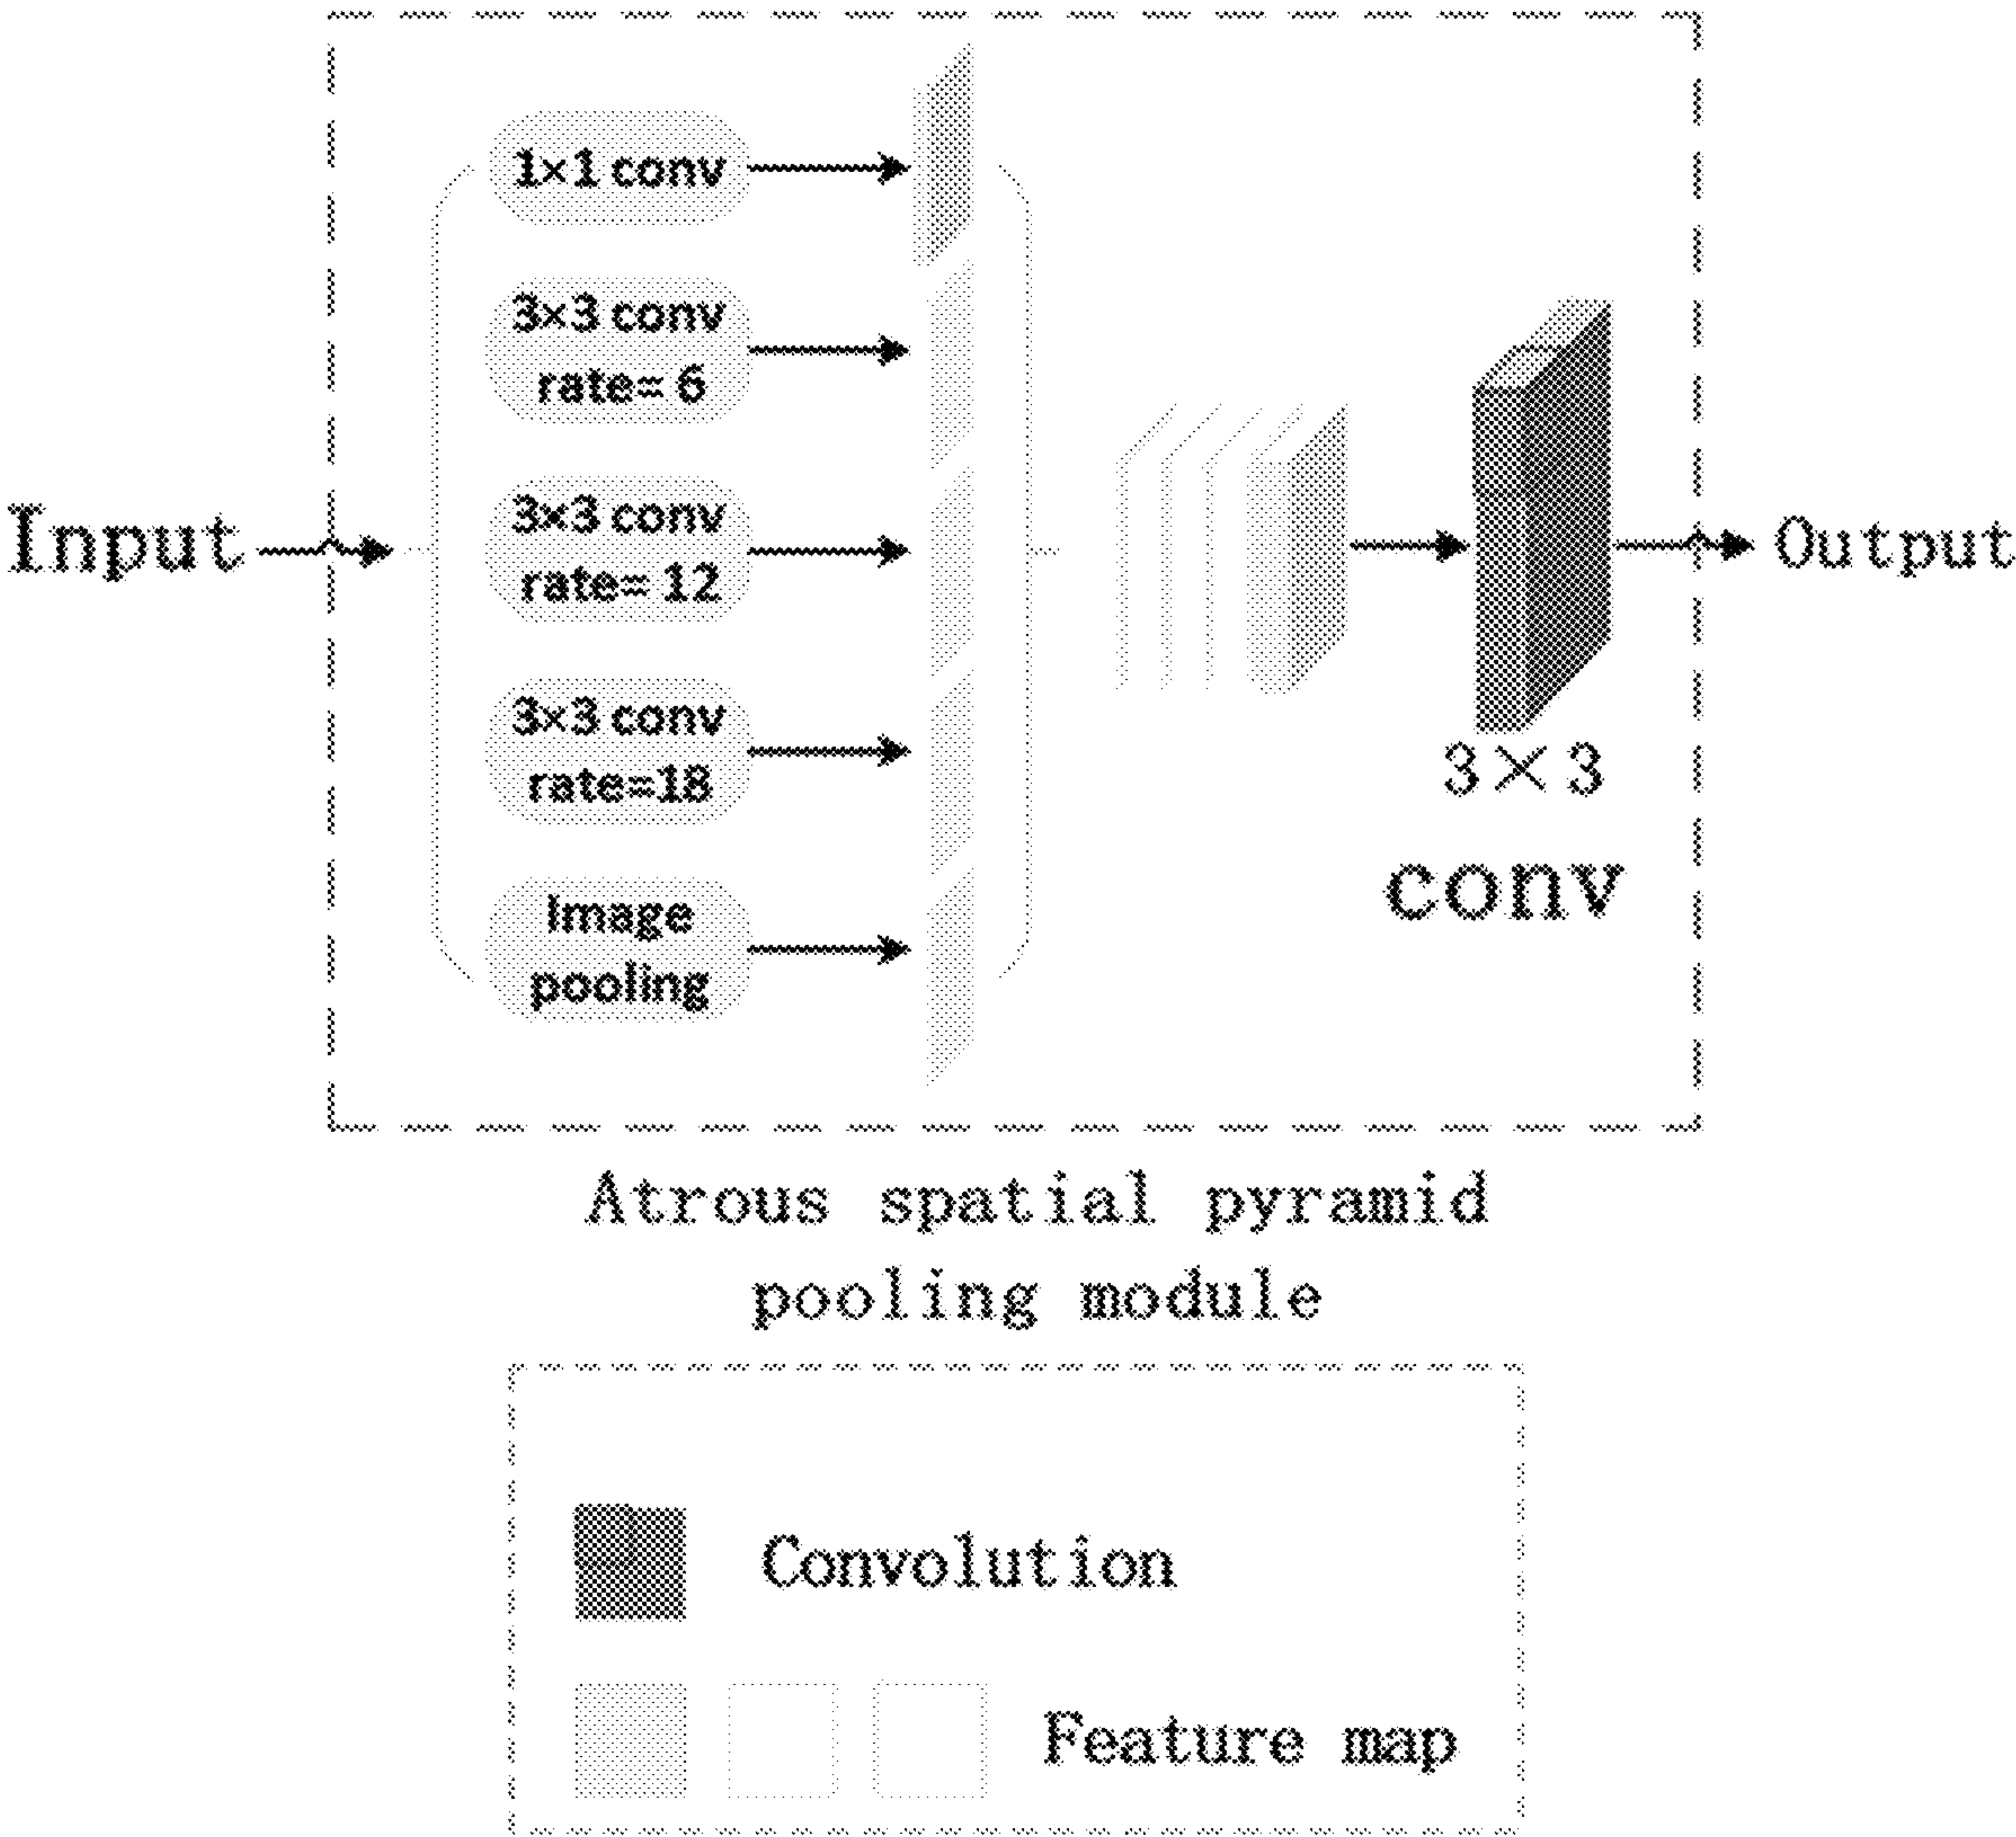 1×1 conv
3×3 conv
rate= 6
3×3 conv
rate= 12
3×3 conv
rate=18
Image
pooling
Input
Output
3×3
conv
Atrous spatial pyramid
pooling module
Convolution
Feature map